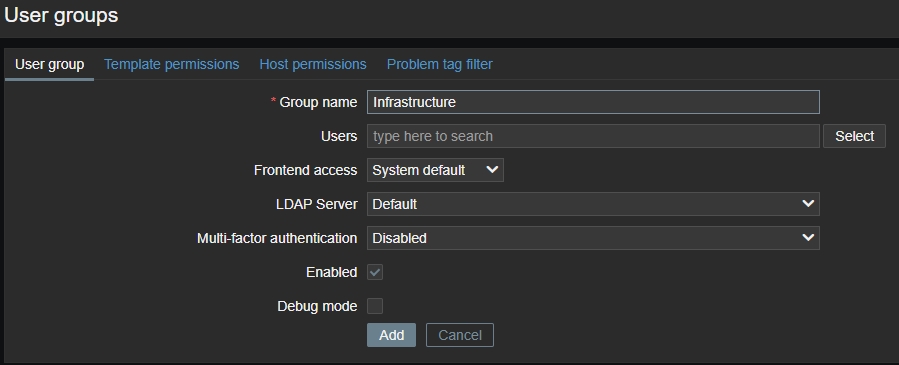 User groups
User group Template permissions Host permissions Problem tag filter
* Group name Infrastructure
Users type here to search Select
Frontend access System default
LDAP Server Default
Multi-factor authentication Disabled
Enabled
Debug mode
Add Cancel